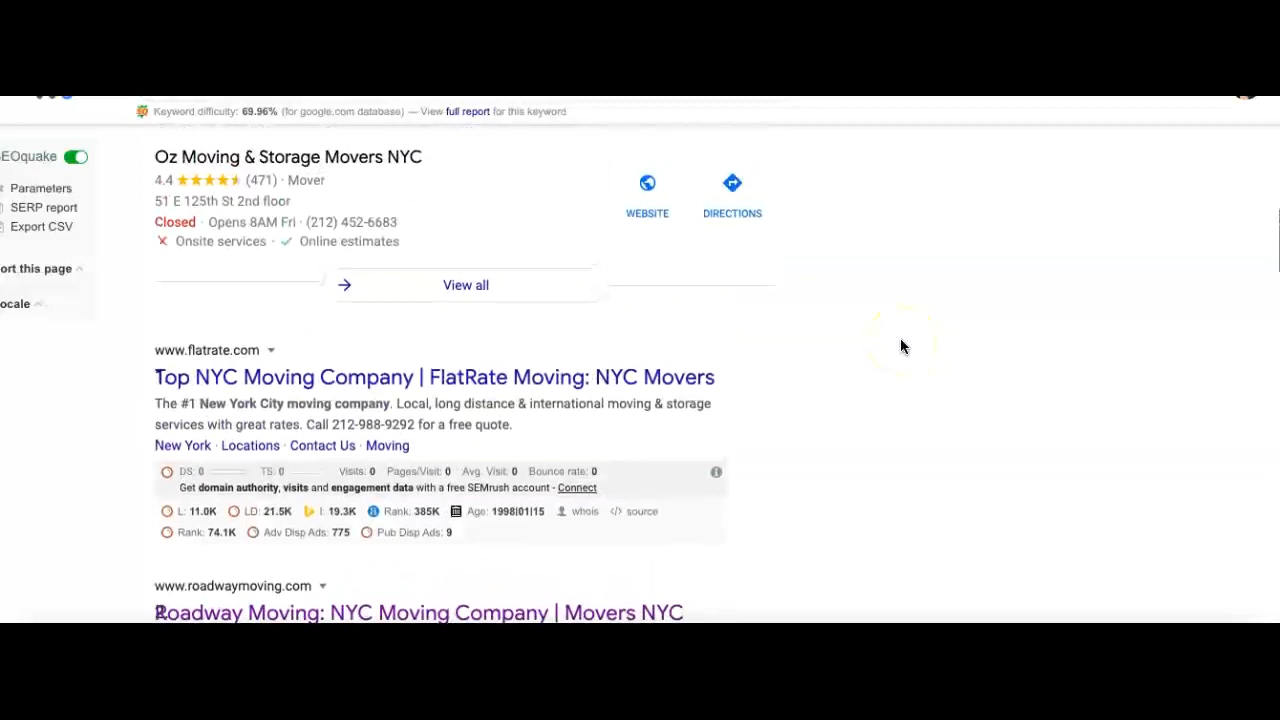 Keyword difficulty: 69.96% (for google.com database) — View full report for this keyword
EOquake
Parameters
SERP report
Export CSV
ort this page
ocale
Oz Moving & Storage Movers NYC
4.4 (471) · Mover
51 E 125th St 2nd floor
Closed · Opens 8AM Fri · (212) 452-6683
Onsite services · Online estimates
WEBSITE
DIRECTIONS
View all
www.flatrate.com
Top NYC Moving Company | FlatRate Moving: NYC Movers
The #1 New York City moving company. Local, long distance & international moving & storage
services with great rates. Call 212-988-9292 for a free quote.
New York · Locations · Contact Us · Moving
DS: 0 TS: 0 Visits: 0 Pages/Visit: 0 Avg. Visit: 0 Bounce rate: 0
Get domain authority, visits and engagement data with a free SEMrush account - Connect
L: 11.0K LD: 21.5K I: 19.3K Rank: 385K Age: 1998|01|15 whois source
Rank: 74.1K Adv Disp Ads: 775 Pub Disp Ads: 9
www.roadwaymoving.com
Roadway Moving: NYC Moving Company | Movers NYC